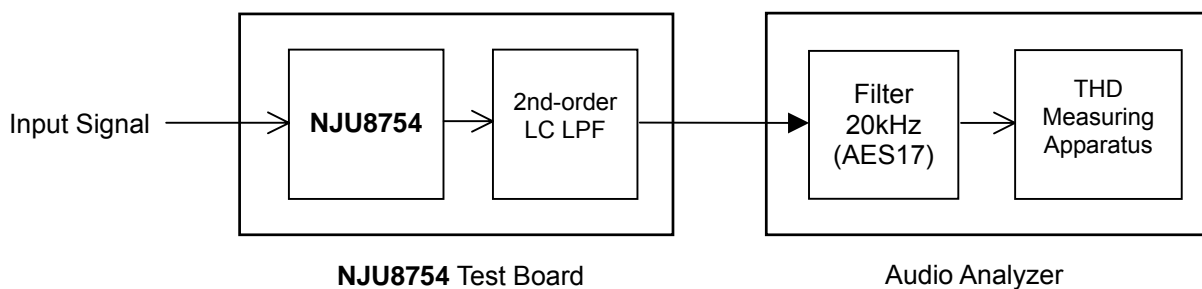 Input Signal
NJU8754
2nd-order
LC LPF
Filter
20kHz
(AES17)
THD
Measuring
Apparatus
NJU8754 Test Board
Audio Analyzer